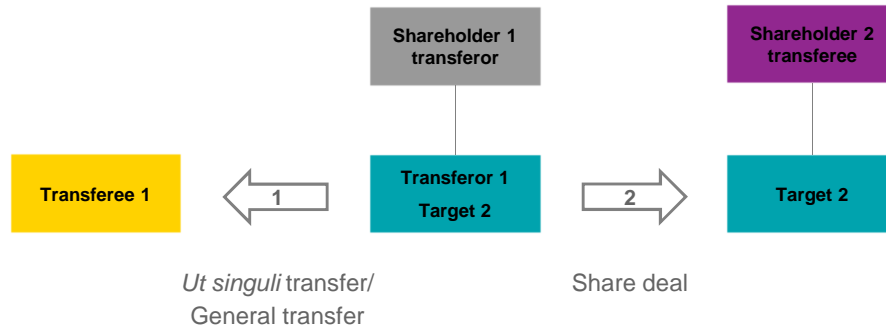 Shareholder 1
transferor
Shareholder 2
transferee
Transferee 1
1
Transferor 1
Target 2
2
Target 2
Ut singuli transfer/
General transfer
Share deal